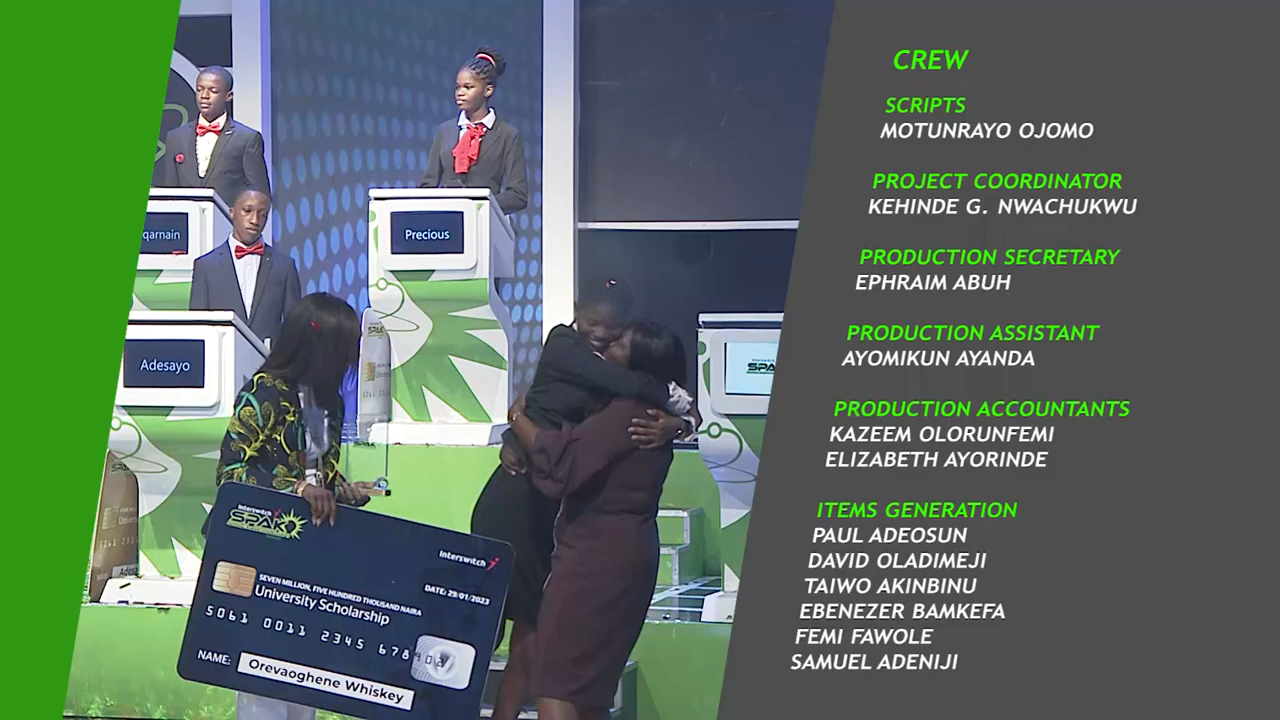 qarnain
Precious
Adesayo
Interswitch
SPAK
Interswitch
SEVEN MILLION, FIVE HUNDRED THOUSAND NAIRA
University Scholarship
DATE: 29/01/2023
5061 0011 2345 678902
NAME: Orevaoghene Whiskey
CREW
SCRIPTS
MOTUNRAYO OJOMO
PROJECT COORDINATOR
KEHINDE G. NWACHUKWU
PRODUCTION SECRETARY
EPHRAIM ABUH
PRODUCTION ASSISTANT
AYOMIKUN AYANDA
PRODUCTION ACCOUNTANTS
KAZEEM OLORUNFEMI
ELIZABETH AYORINDE
ITEMS GENERATION
PAUL ADEOSUN
DAVID OLADIMEJI
TAIWO AKINBINU
EBENEZER BAMKEFA
FEMI FAWOLE
SAMUEL ADENIJI